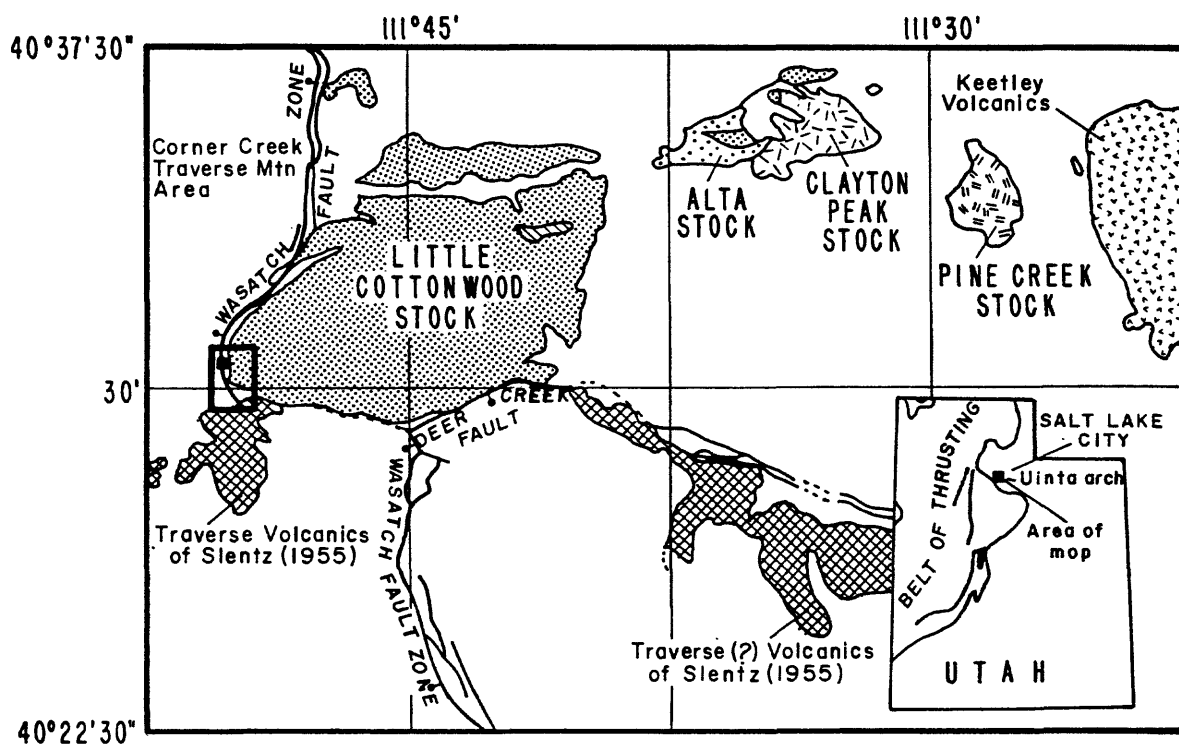 111°45'
111°30'
40°37'30"
Keetley
Volcanics
ZONE
Corner Creek
Traverse Mtn
Area
FAULT
WASATCH
ALTA
STOCK
CLAYTON
PEAK
STOCK
LITTLE
COTTONWOOD
STOCK
PINE CREEK
STOCK
30'
CREEK
DEER
FAULT
SALT LAKE
CITY
Uinta arch
BELT OF THRUSTING
Area of
mop
Traverse Volcanics
of Slentz (1955)
WASATCH FAULT ZONE
Traverse (?) Volcanics
of Slentz (1955)
UTAH
40°22'30"